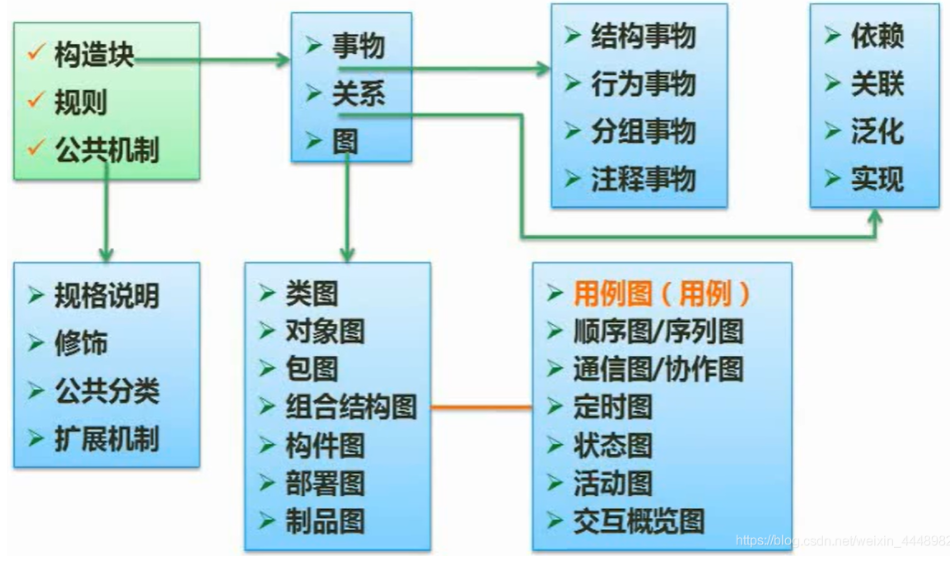 构造块
规则
公共机制
事物
关系
图
结构事物
行为事物
分组事物
注释事物
依赖
关联
泛化
实现
规格说明
修饰
公共分类
扩展机制
类图
对象图
包图
组合结构图
构件图
部署图
制品图
用例图（用例）
顺序图/序列图
通信图/协作图
定时图
状态图
活动图
交互概览图
https://blog.csdn.net/weixin_4448982